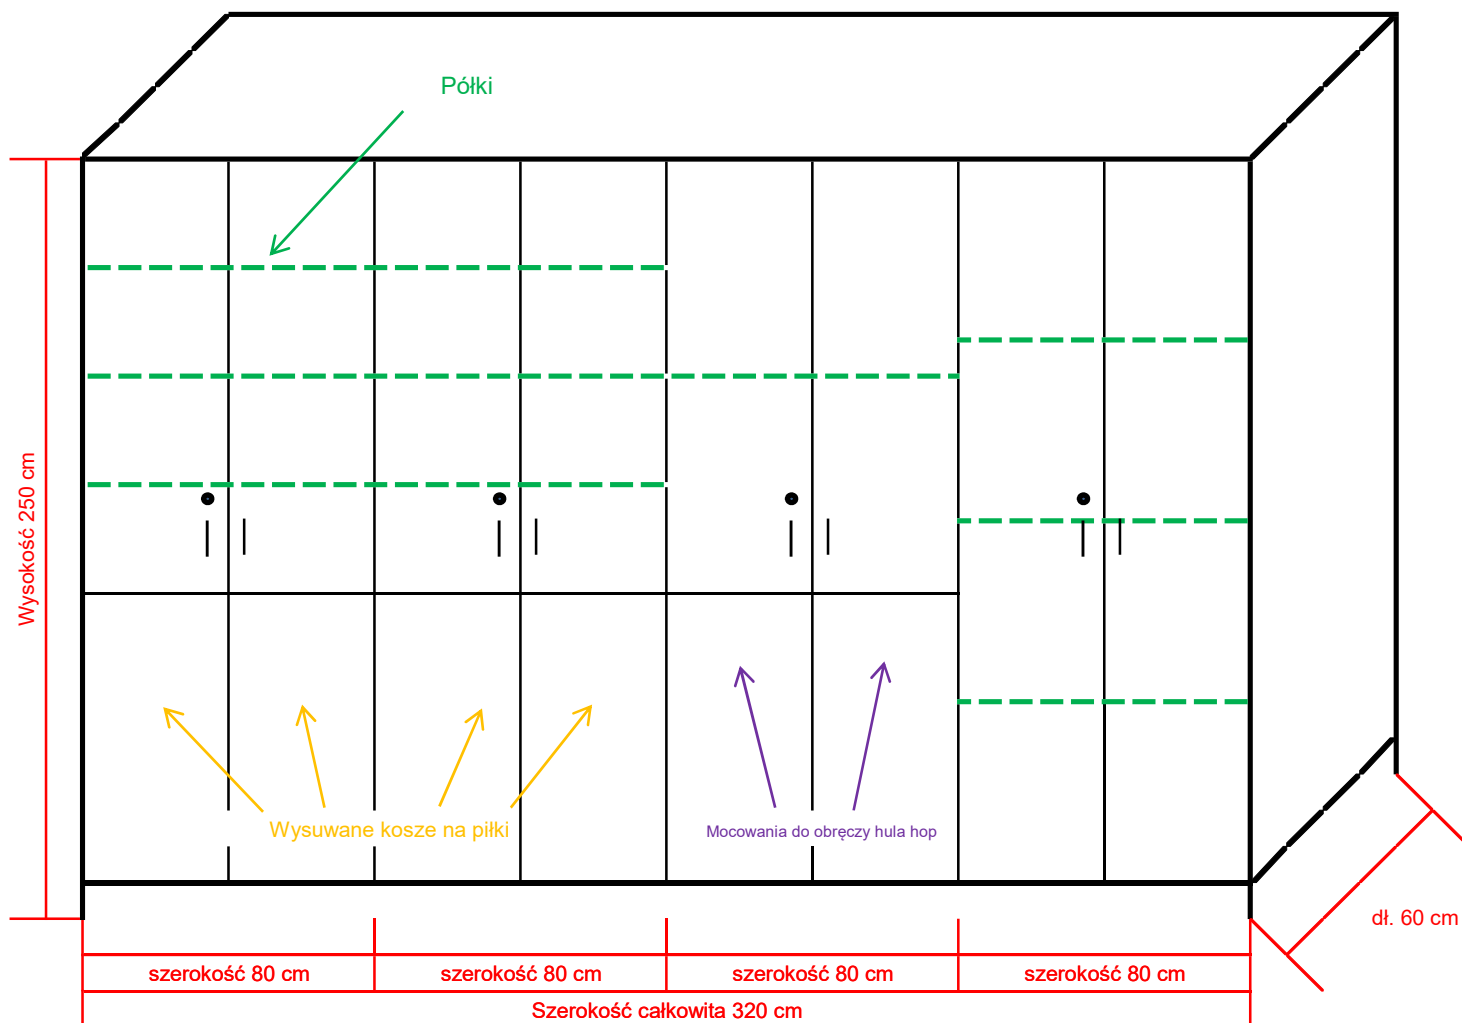 Półki
Wysokość 250 cm
Wysuwane kosze na piłki
Mocowania do obręczy hula hop
dł. 60 cm
szerokość 80 cm
szerokość 80 cm
szerokość 80 cm
szerokość 80 cm
Szerokość całkowita 320 cm